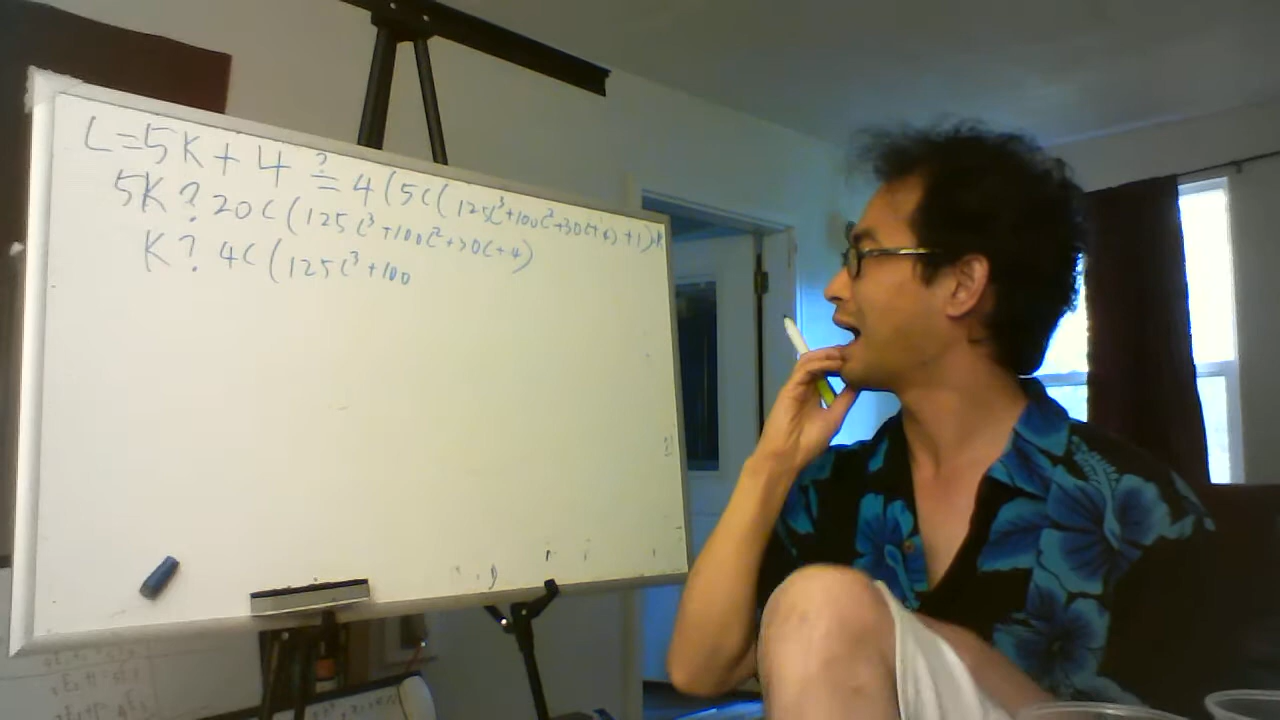 L=5K+4 ?= 4(5C(125C³+100C²+30C+4)+1)
5K ? 20C(125C³+100C²+30C+4)
K ? 4C(125C³+100